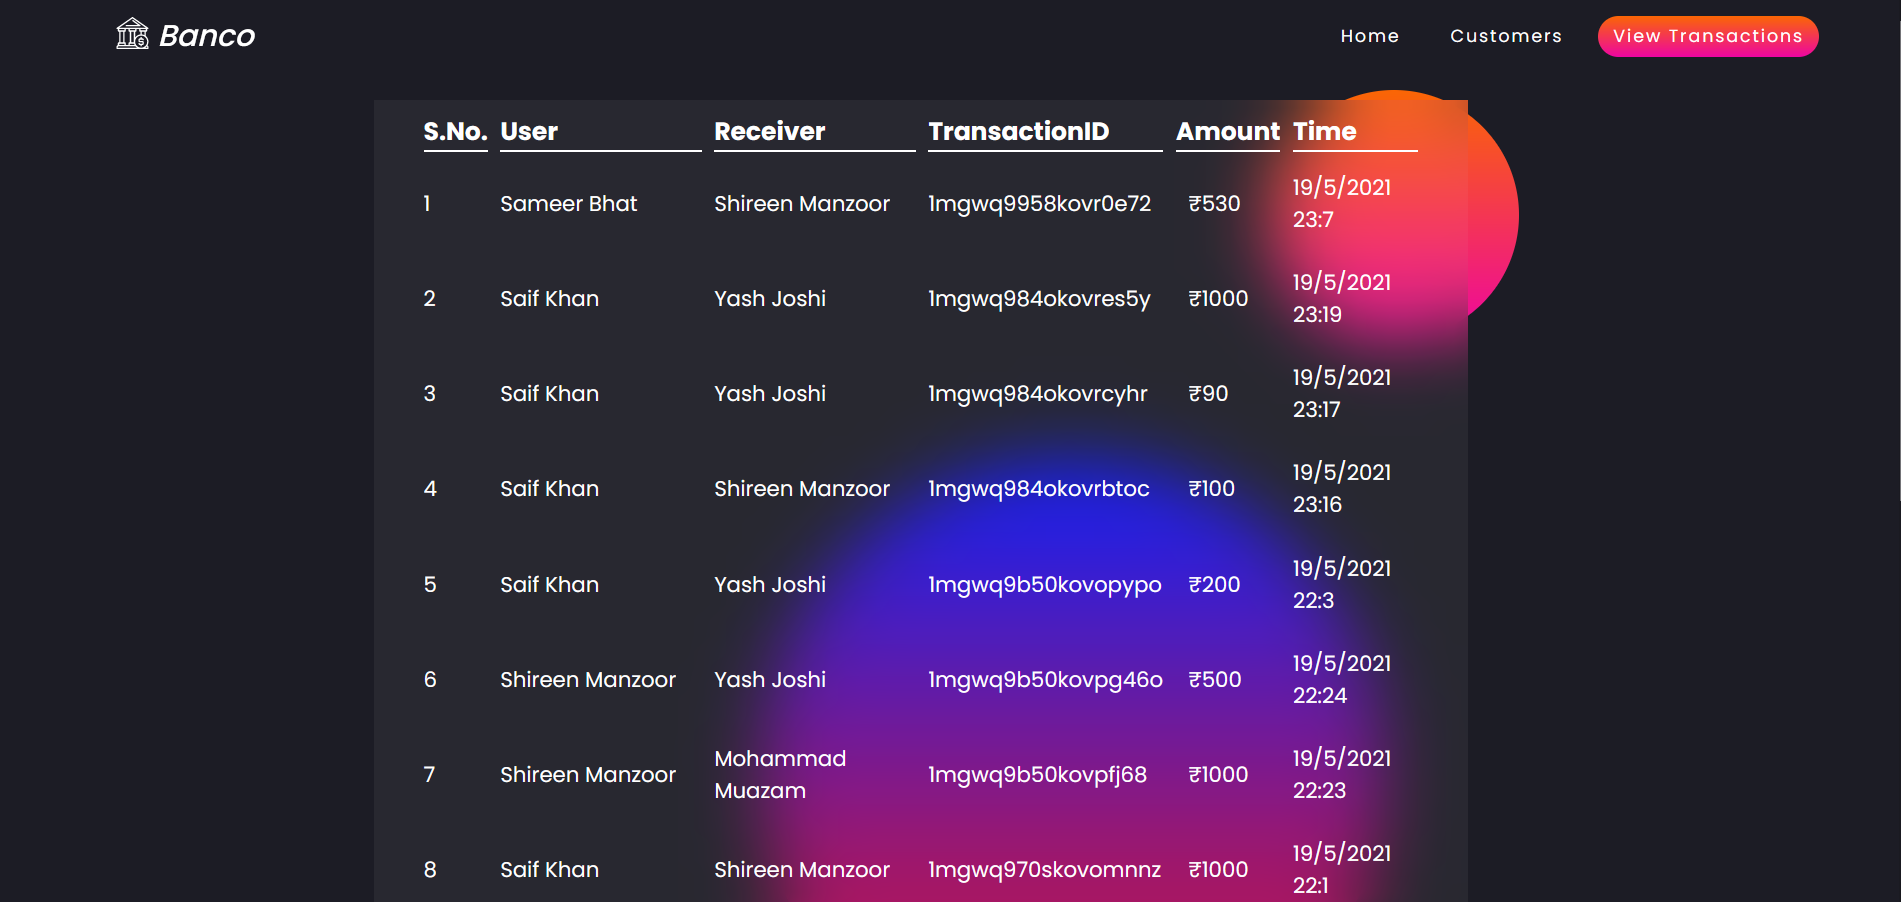 Banco
Home Customers View Transactions
S.No. User Receiver TransactionID Amount Time
1 Sameer Bhat Shireen Manzoor 1mgwq9958kovr0e72 ₹530 19/5/2021
23:7
2 Saif Khan Yash Joshi 1mgwq984okovres5y ₹1000 19/5/2021
23:19
3 Saif Khan Yash Joshi 1mgwq984okovrcyhr ₹90 19/5/2021
23:17
4 Saif Khan Shireen Manzoor 1mgwq984okovrbtoc ₹100 19/5/2021
23:16
5 Saif Khan Yash Joshi 1mgwq9b50kovopypo ₹200 19/5/2021
22:3
6 Shireen Manzoor Yash Joshi 1mgwq9b50kovpg46o ₹500 19/5/2021
22:24
7 Shireen Manzoor Mohammad
Muazam 1mgwq9b50kovpfj68 ₹1000 19/5/2021
22:23
8 Saif Khan Shireen Manzoor 1mgwq970skovomnnz ₹1000 19/5/2021
22:1